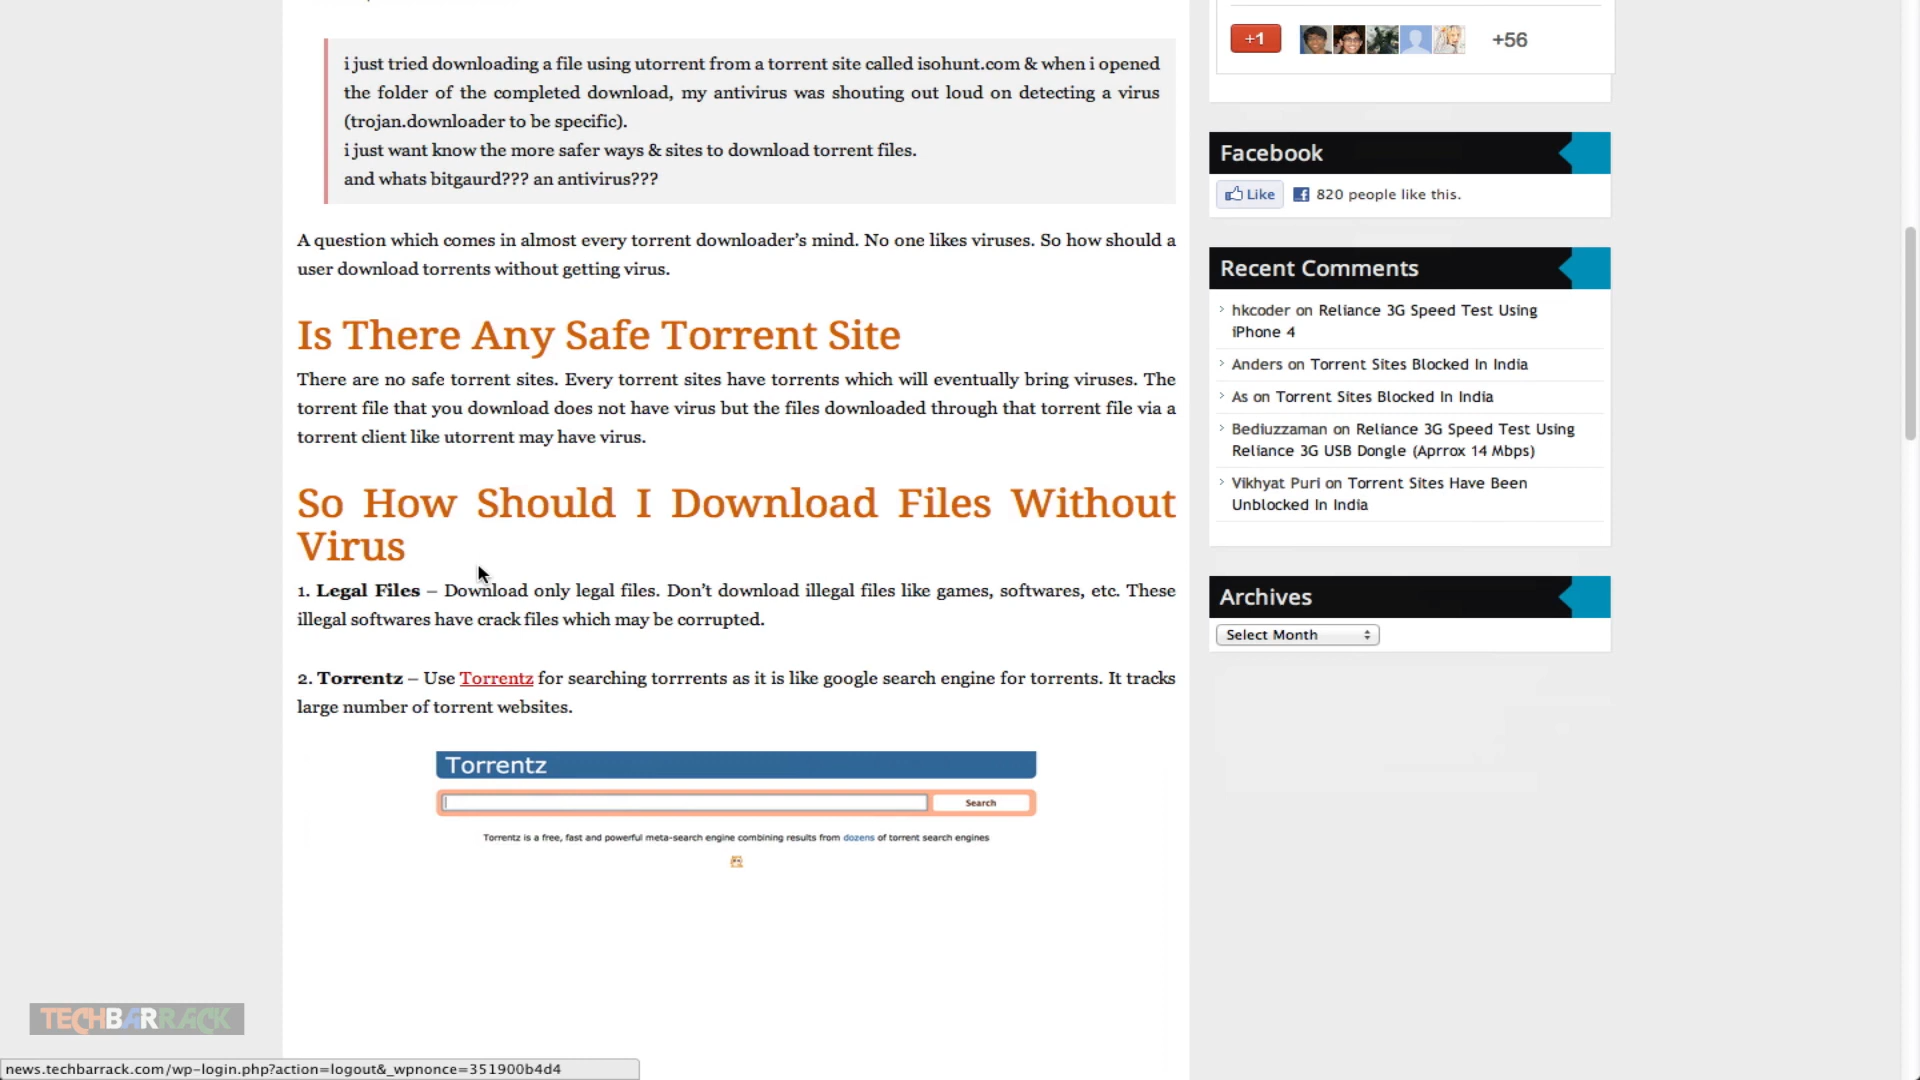 i just tried downloading a file using utorrent from a torrent site called isohunt.com & when i opened
the folder of the completed download, my antivirus was shouting out loud on detecting a virus
(trojan.downloader to be specific).
i just want know the more safer ways & sites to download torrent files.
and whats bitgaurd??? an antivirus???
A question which comes in almost every torrent downloader's mind. No one likes viruses. So how should a
user download torrents without getting virus.
Is There Any Safe Torrent Site
There are no safe torrent sites. Every torrent sites have torrents which will eventually bring viruses. The
torrent file that you download does not have virus but the files downloaded through that torrent file via a
torrent client like utorrent may have virus.
So How Should I Download Files Without
Virus
1. Legal Files – Download only legal files. Don't download illegal files like games, softwares, etc. These
illegal softwares have crack files which may be corrupted.
2. Torrentz – Use Torrentz for searching torrrents as it is like google search engine for torrents. It tracks
large number of torrent websites.
Torrentz
Search
Torrentz is a free, fast and powerful meta-search engine combining results from dozens of torrent search engines
+1
+56
Facebook
Like
820 people like this.
Recent Comments
hkcoder on Reliance 3G Speed Test Using
iPhone 4
Anders on Torrent Sites Blocked In India
As on Torrent Sites Blocked In India
Bediuzzaman on Reliance 3G Speed Test Using
Reliance 3G USB Dongle (Aprrox 14 Mbps)
Vikhyat Puri on Torrent Sites Have Been
Unblocked In India
Archives
Select Month
TECHBARRACK
news.techbarrack.com/wp-login.php?action=logout&_wpnonce=351900b4d4